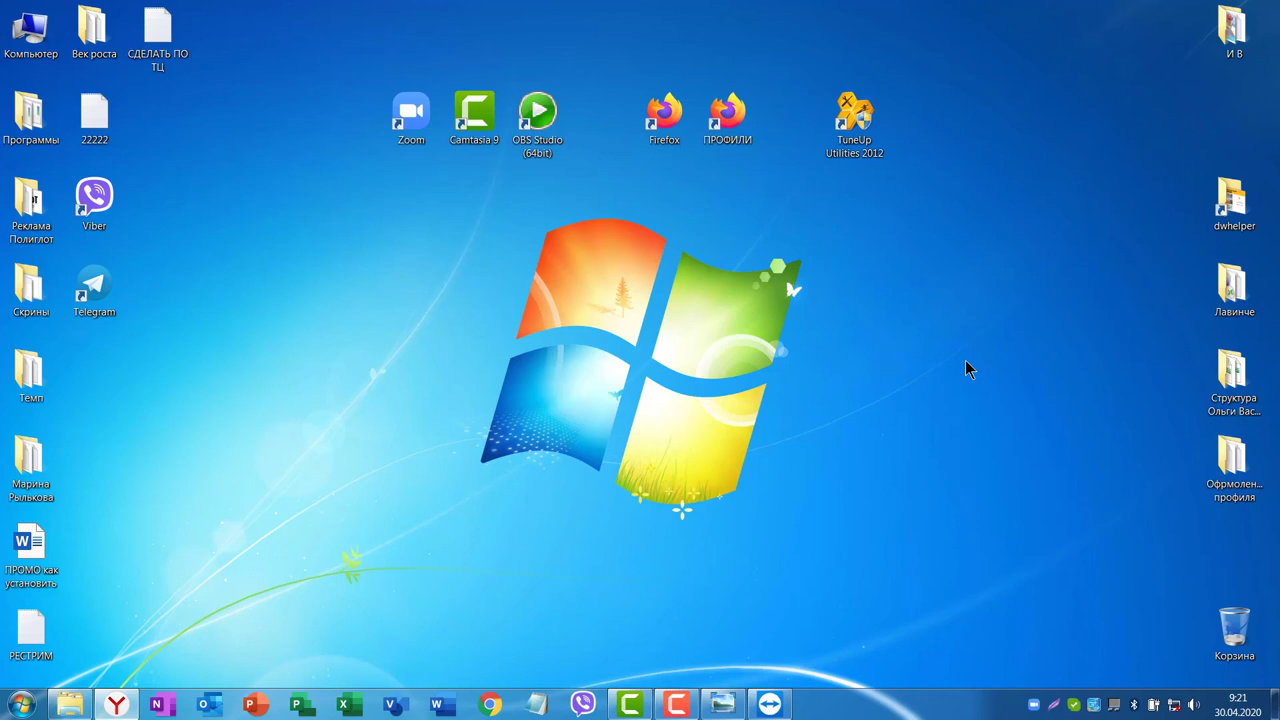 Компьютер
Век роста
СДЕЛАТЬ ПО
ТЦ
И В
Программы
22222
Zoom
Camtasia 9
OBS Studio
(64bit)
Firefox
ПРОФИЛИ
TuneUp
Utilities 2012
Реклама
Полиглот
Viber
dwhelper
Скрины
Telegram
Лавинче
Темп
Структура
Ольги Вас...
Марина
Рылькова
Офрмолен...
профиля
ПРОМО как
установить
РЕСТРИМ
Корзина
9:21
30.04.2020